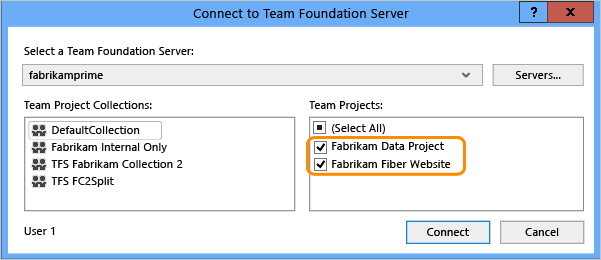 Connect to Team Foundation Server
? X
Select a Team Foundation Server:
fabrikamprime
Servers...
Team Project Collections:
DefaultCollection
Fabrikam Internal Only
TFS Fabrikam Collection 2
TFS FC2Split
Team Projects:
(Select All)
Fabrikam Data Project
Fabrikam Fiber Website
User 1
Connect
Cancel